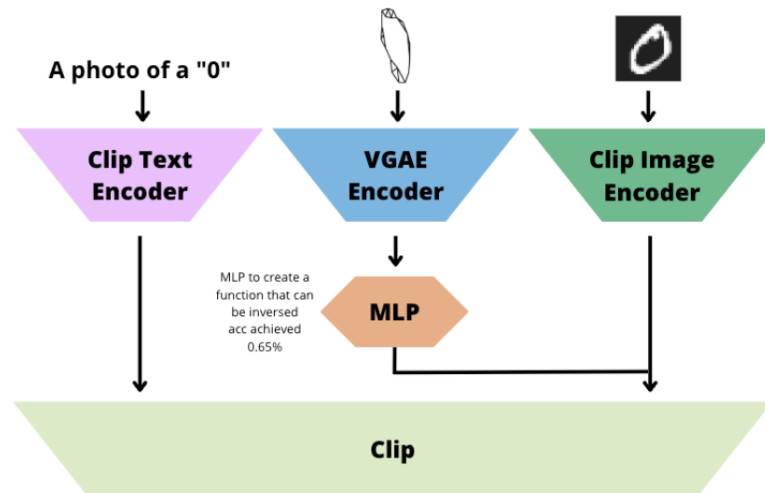 A photo of a "0"
Clip Text
Encoder
VGAE
Encoder
Clip Image
Encoder
MLP to create a
function that can
be inversed
acc achieved
0.65%
MLP
Clip